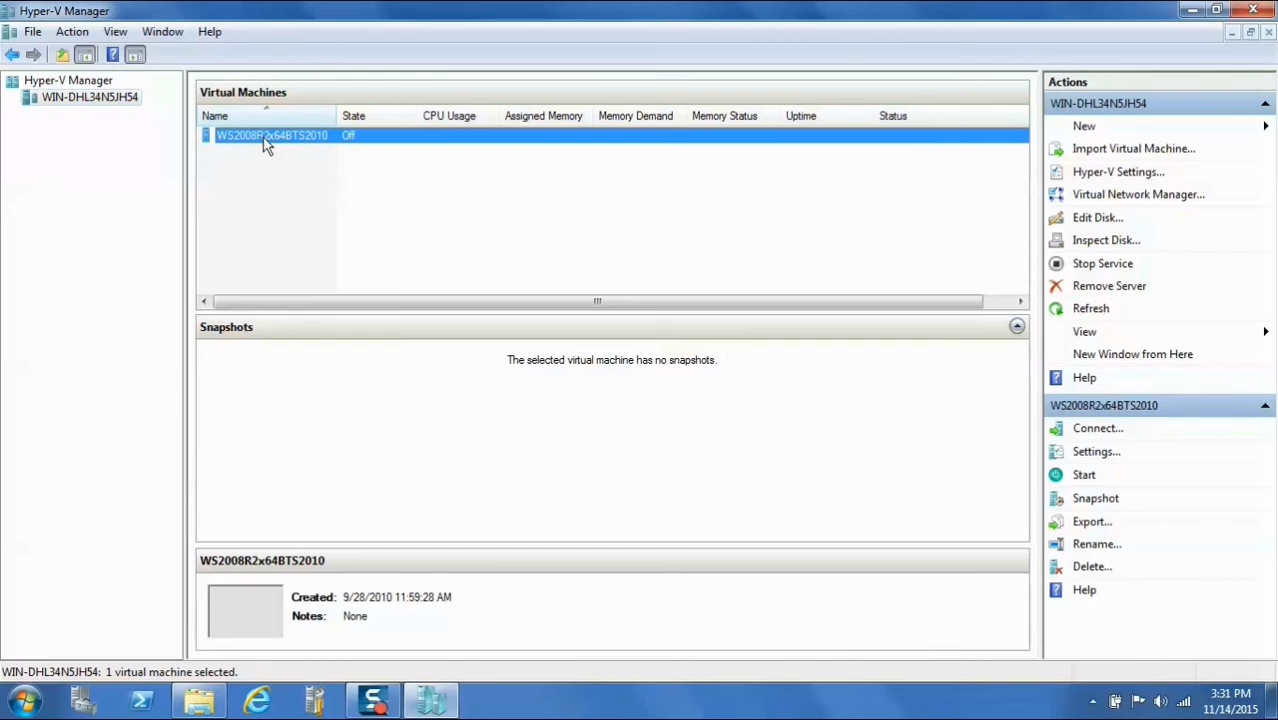 Hyper-V Manager
File Action View Window Help
Hyper-V Manager
WIN-DHL34N5JH54
Virtual Machines
Name State CPU Usage Assigned Memory Memory Demand Memory Status Uptime Status
WS2008R2x64BTS2010 Off
Snapshots
The selected virtual machine has no snapshots.
WS2008R2x64BTS2010
Created: 9/28/2010 11:59:28 AM
Notes: None
Actions
WIN-DHL34N5JH54
New
Import Virtual Machine...
Hyper-V Settings...
Virtual Network Manager...
Edit Disk...
Inspect Disk...
Stop Service
Remove Server
Refresh
View
New Window from Here
Help
WS2008R2x64BTS2010
Connect...
Settings...
Start
Snapshot
Export...
Rename...
Delete...
Help
WIN-DHL34N5JH54: 1 virtual machine selected.
3:31 PM
11/14/2015